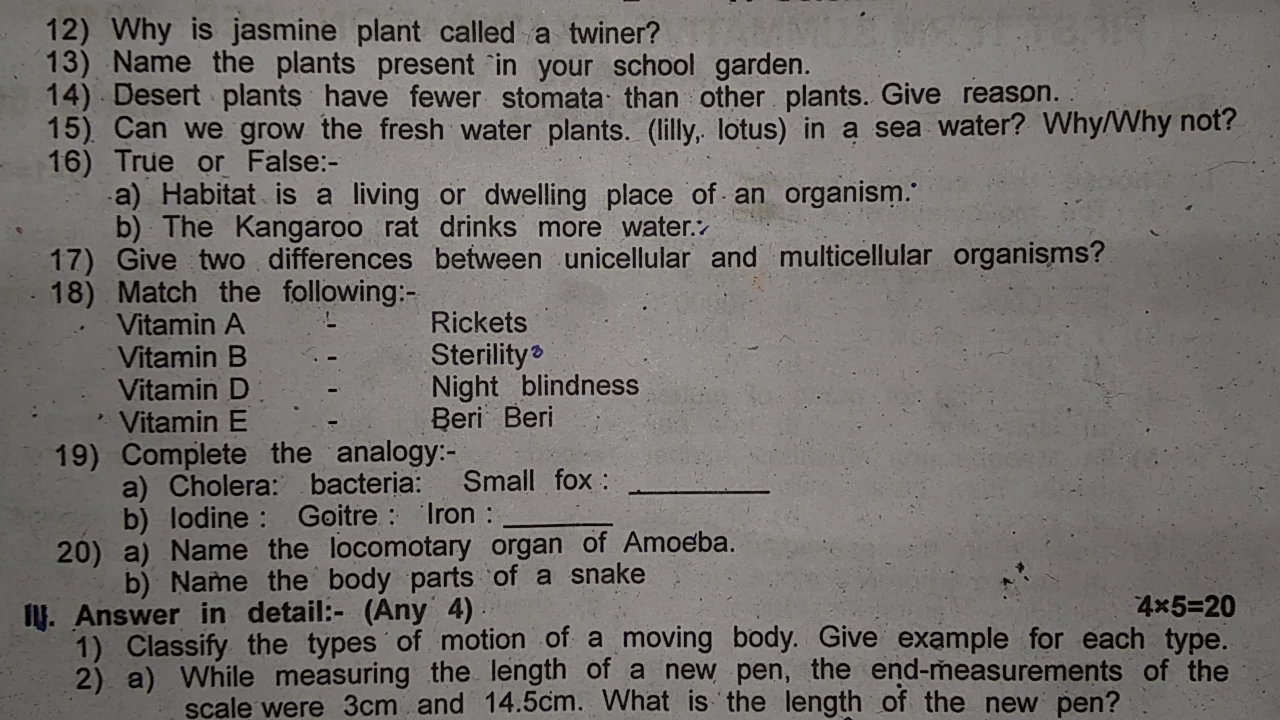 12) Why is jasmine plant called a twiner?
13) Name the plants present in your school garden.
14) Desert plants have fewer stomata than other plants. Give reason.
15) Can we grow the fresh water plants. (lilly, lotus) in a sea water? Why/Why not?
16) True or False:-
a) Habitat is a living or dwelling place of an organism.
b) The Kangaroo rat drinks more water.
17) Give two differences between unicellular and multicellular organisms?
18) Match the following:-
Vitamin A - Rickets
Vitamin B - Sterility
Vitamin D - Night blindness
Vitamin E - Beri Beri
19) Complete the analogy:-
a) Cholera: bacteria: Small fox : __________
b) Iodine : Goitre : Iron : ________
20) a) Name the locomotary organ of Amoeba.
b) Name the body parts of a snake
IV. Answer in detail:- (Any 4) 4×5=20
1) Classify the types of motion of a moving body. Give example for each type.
2) a) While measuring the length of a new pen, the end-measurements of the
scale were 3cm and 14.5cm. What is the length of the new pen?